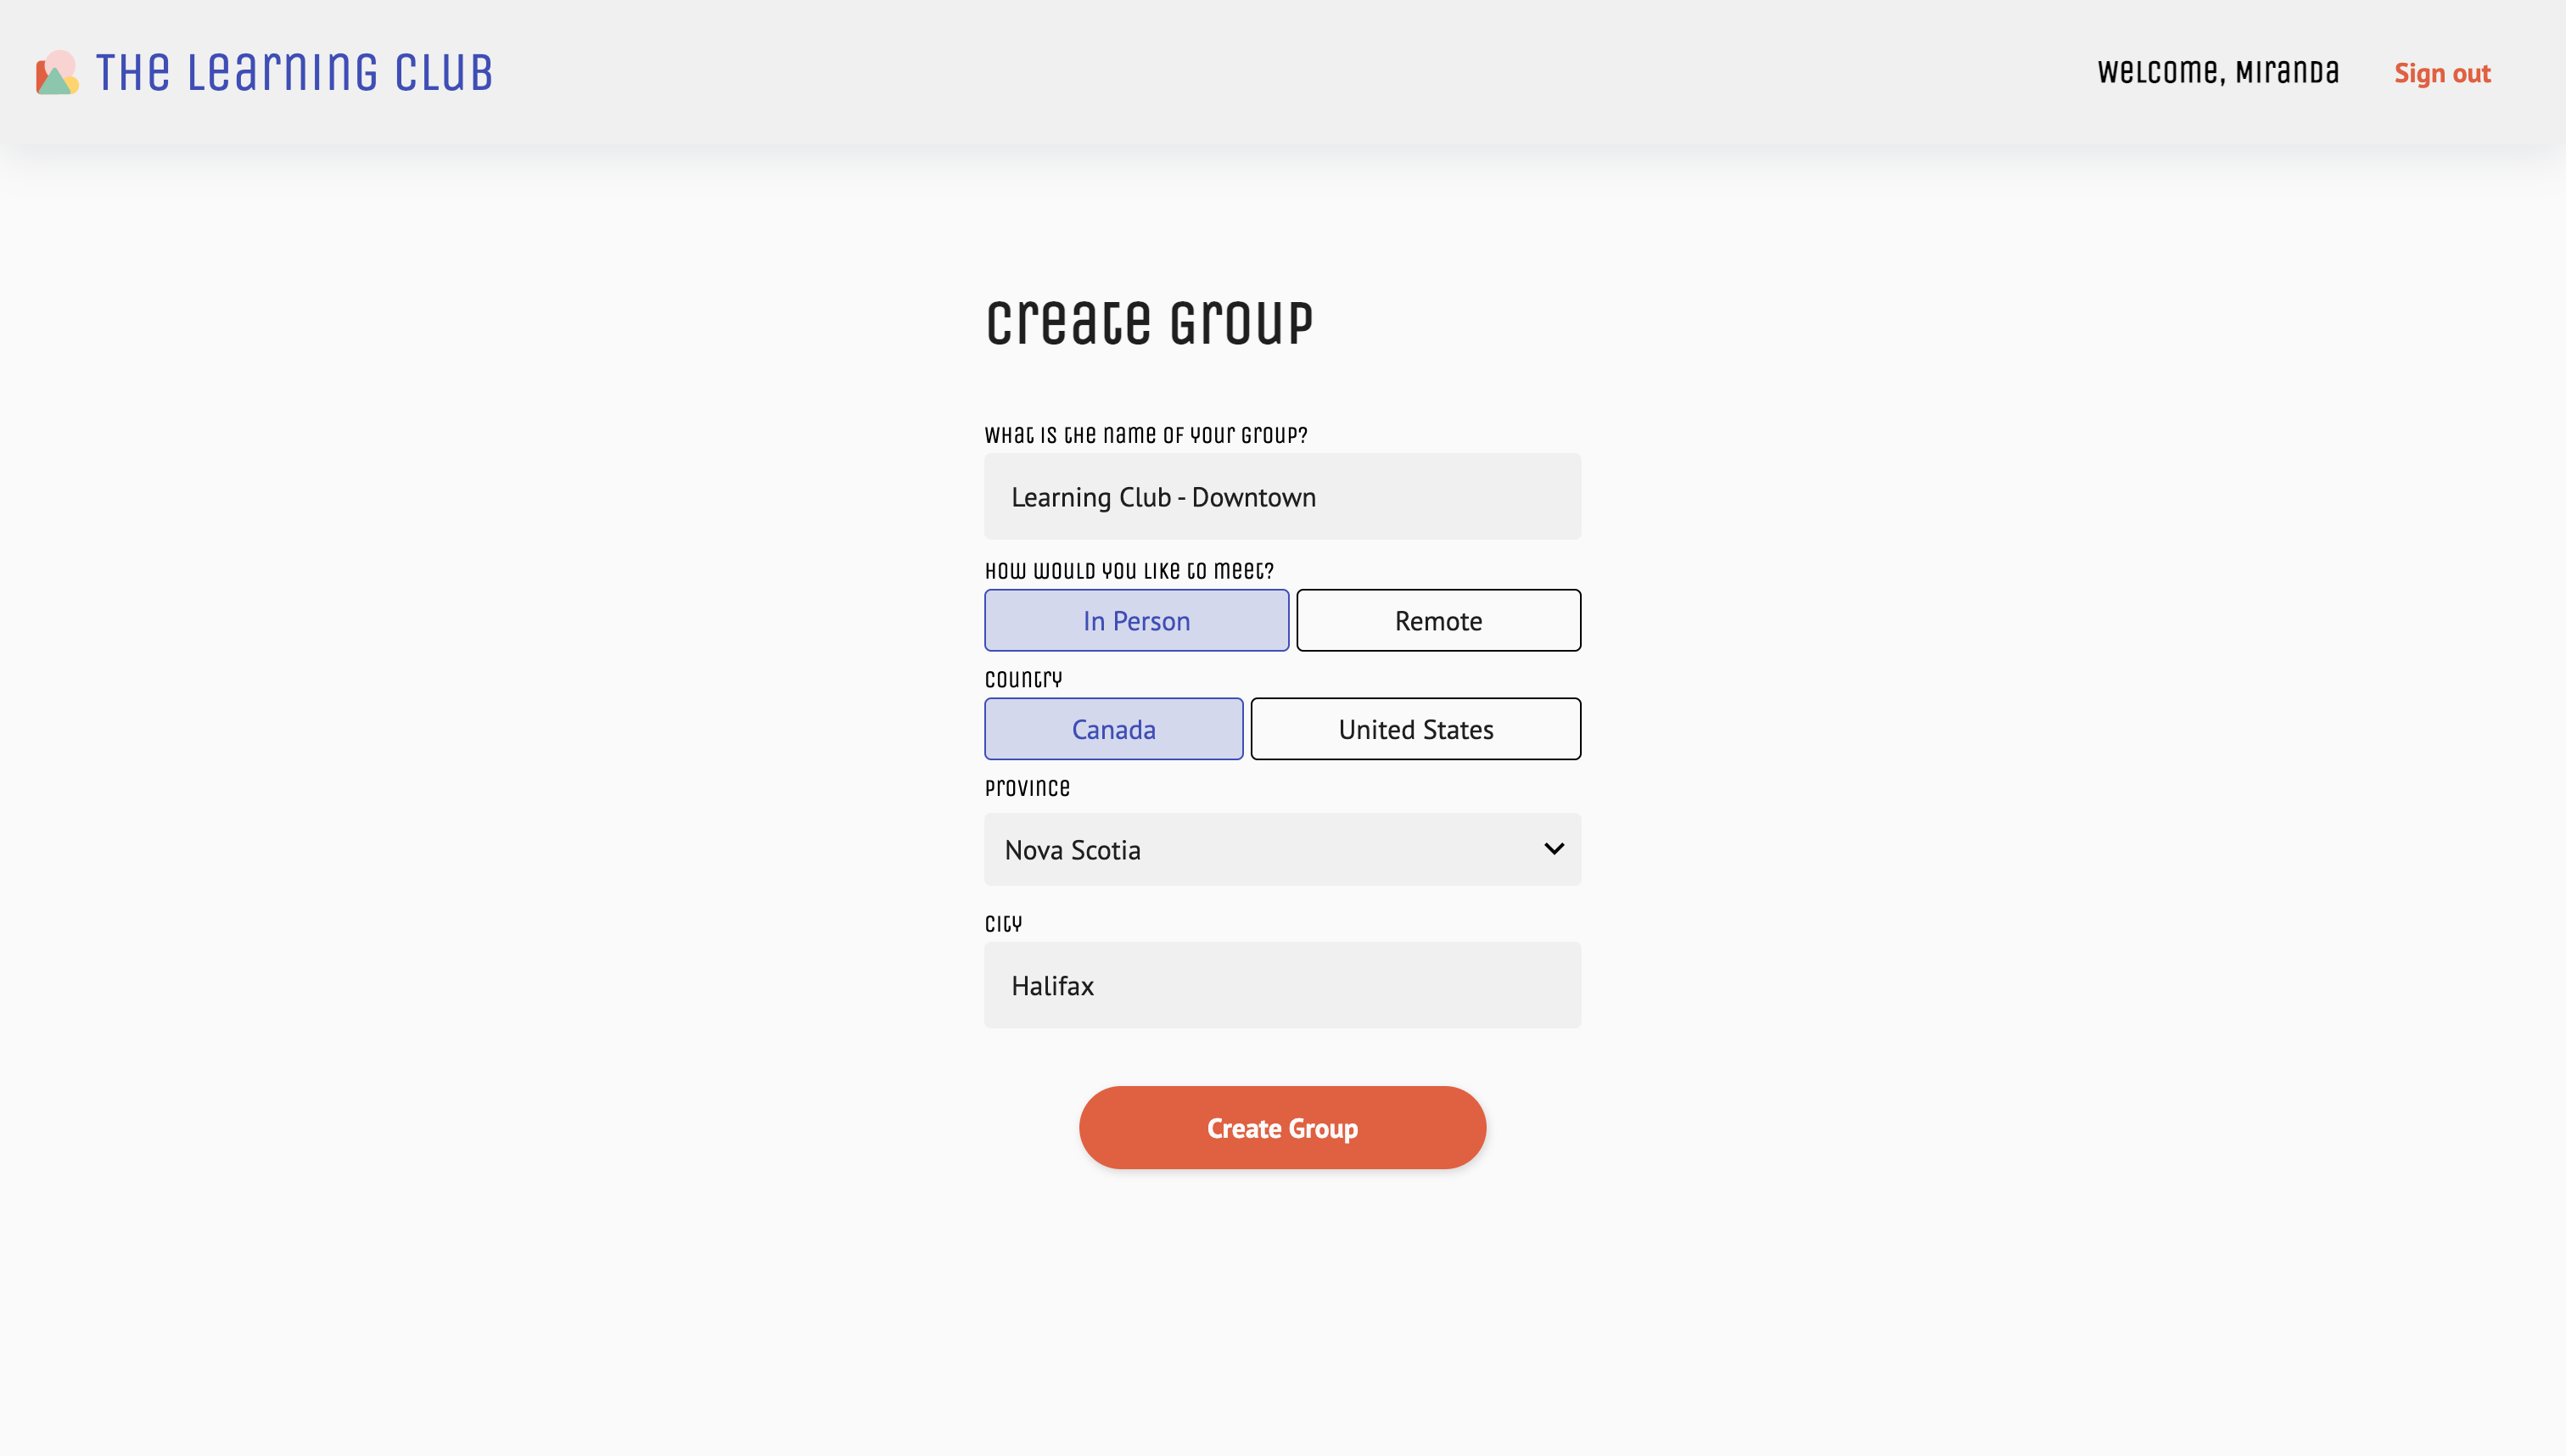 The Learning Club
Welcome, Miranda
Sign out
Create Group
What is the name of your group?
Learning Club - Downtown
How would you like to meet?
In Person
Remote
Country
Canada
United States
Province
Nova Scotia
City
Halifax
Create Group